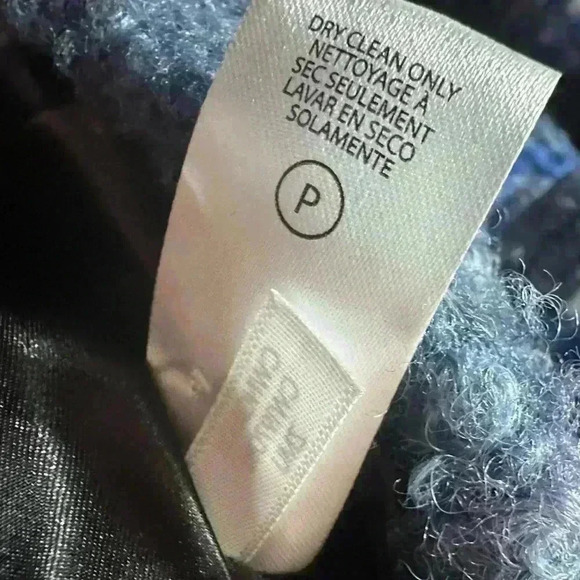 DRY CLEAN ONLY
NETTOYAGE À
SEC SEULEMENT
LAVAR EN SECO
SOLAMENTE
P